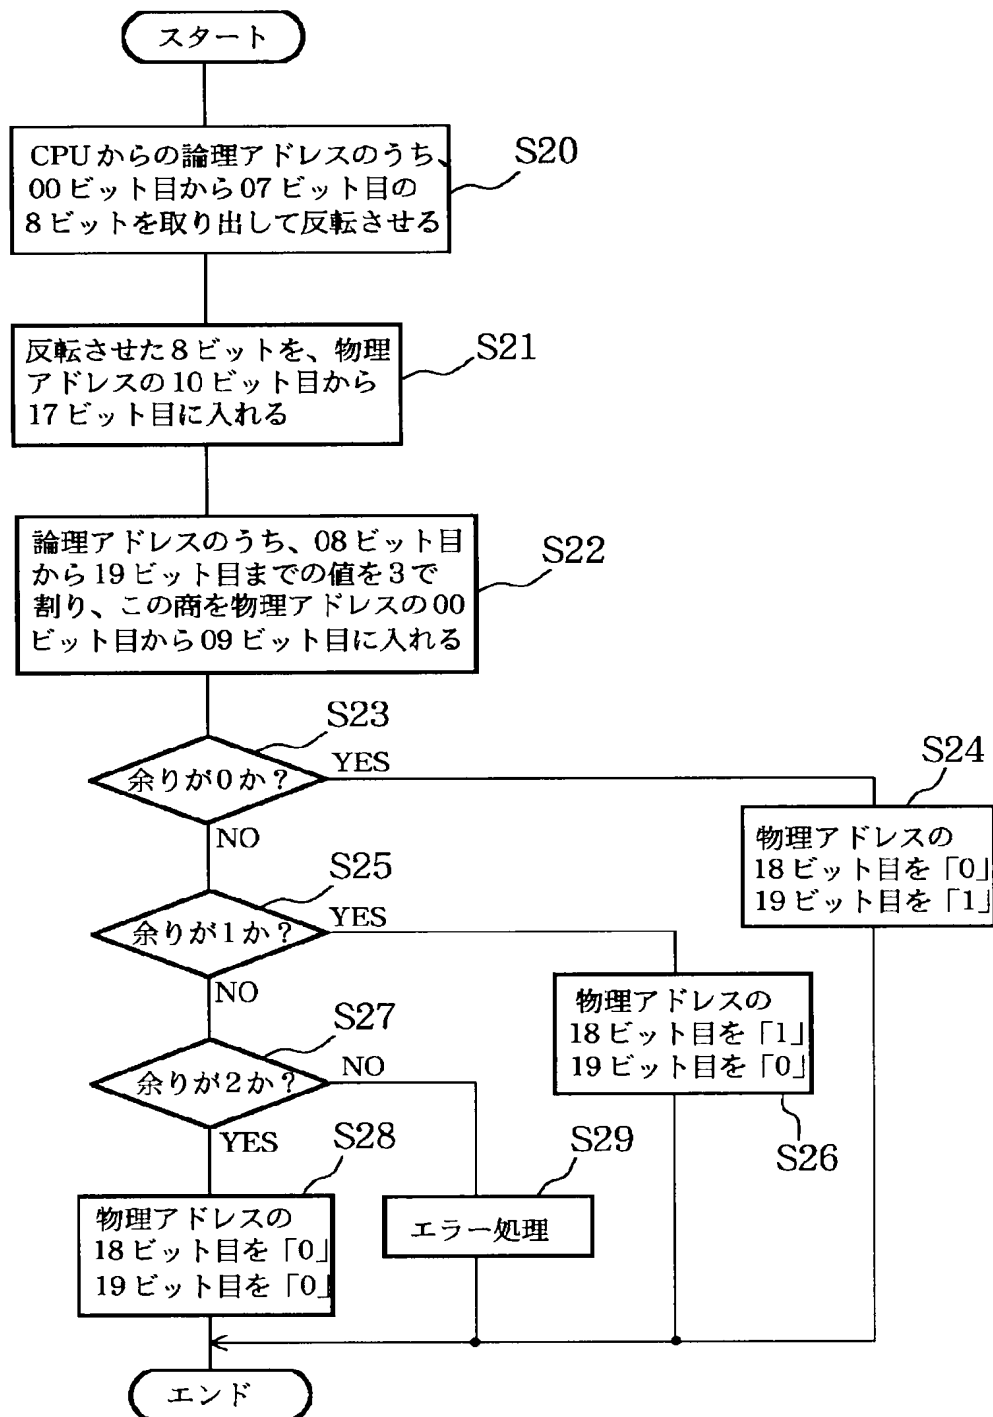 スタート
CPUからの論理アドレスのうち、
00ビット目から07ビット目の
8ビットを取り出して反転させる
S20
反転させた8ビットを、物理
アドレスの10ビット目から
17ビット目に入れる
S21
論理アドレスのうち、08ビット目
から19ビット目までの値を3で
割り、この商を物理アドレスの00
ビット目から09ビット目に入れる
S22
S23
余りが0か?
YES
NO
S24
物理アドレスの
18ビット目を「0」
19ビット目を「1」
S25
余りが1か?
YES
NO
物理アドレスの
18ビット目を「1」
19ビット目を「0」
S26
S27
余りが2か?
NO
YES
S28
物理アドレスの
18ビット目を「0」
19ビット目を「0」
S29
エラー処理
エンド